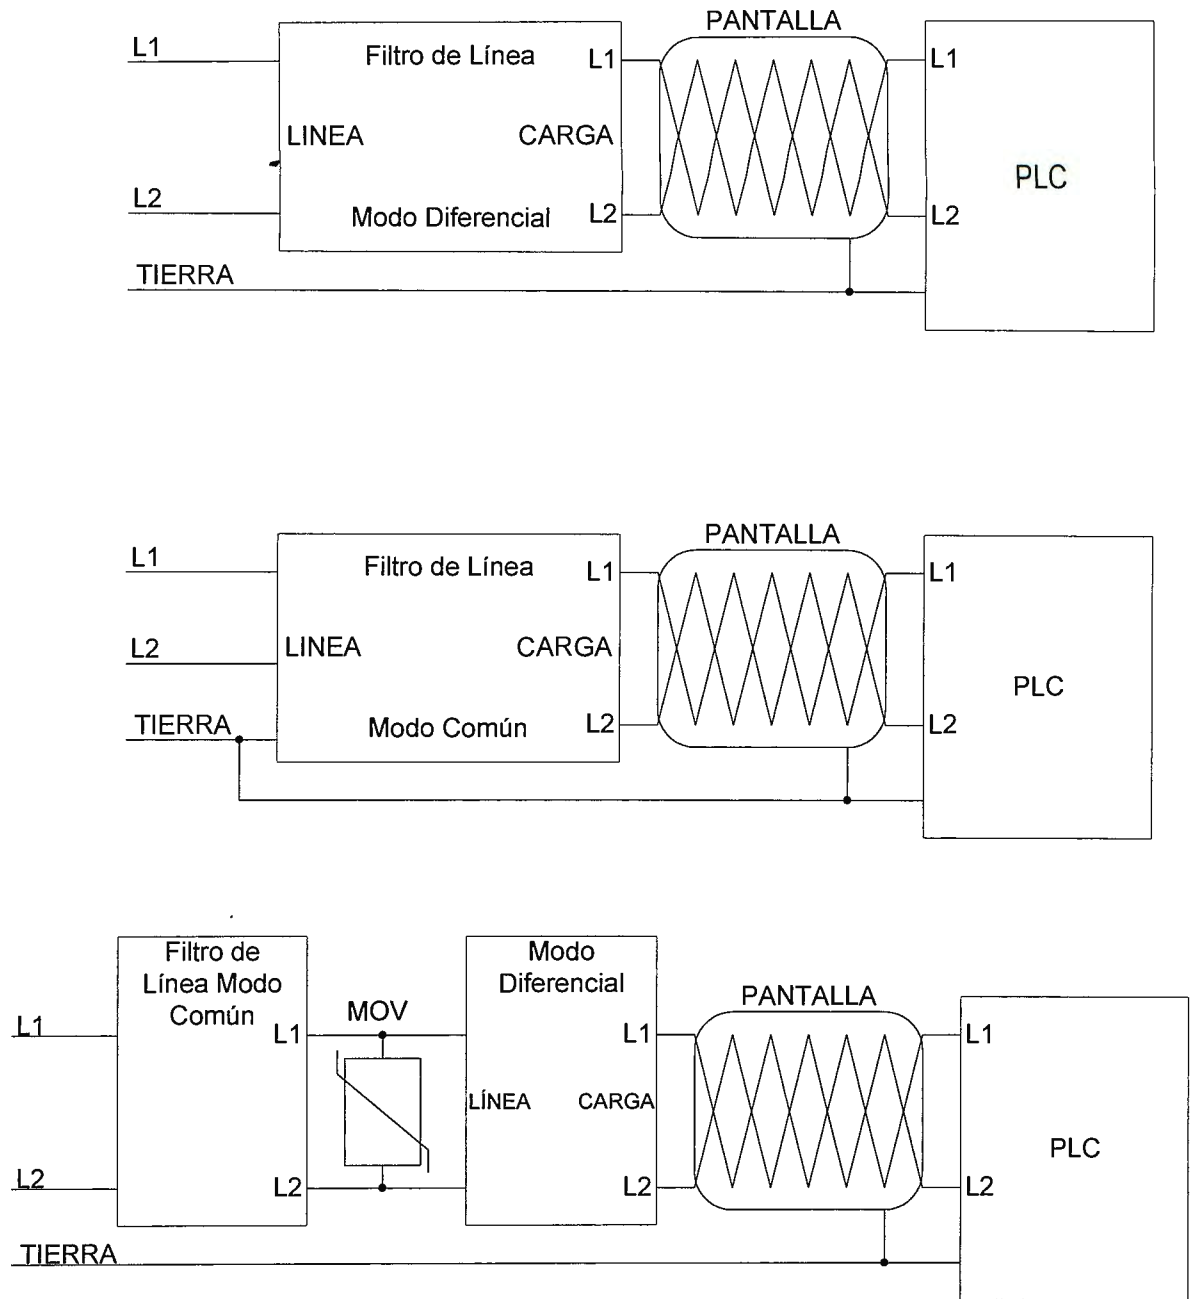 PANTALLA
L1 Filtro de Línea L1 L1
LINEA CARGA PLC
L2 Modo Diferencial L2 L2
TIERRA
PANTALLA
L1 Filtro de Línea L1 L1
L2 LINEA CARGA PLC
TIERRA Modo Común L2 L2
Filtro de
Línea Modo
Común
Modo
Diferencial
PANTALLA
L1 L1 MOV L1 L1
LÍNEA CARGA
PLC
L2 L2 L2 L2
TIERRA